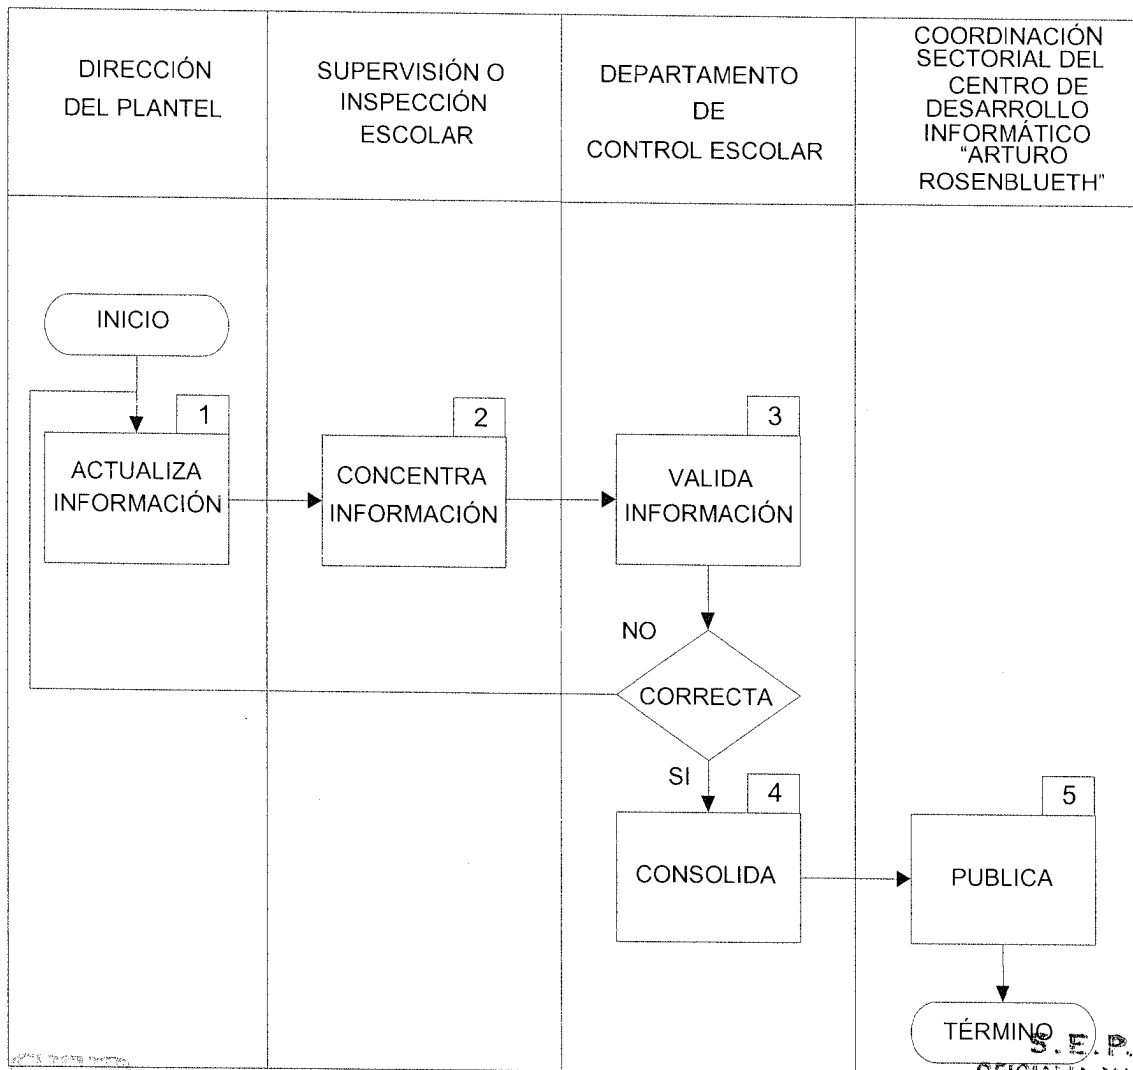 DIRECCIÓN
DEL PLANTEL
SUPERVISIÓN O
INSPECCIÓN
ESCOLAR
DEPARTAMENTO
DE
CONTROL ESCOLAR
COORDINACIÓN
SECTORIAL DEL
CENTRO DE
DESARROLLO
INFORMÁTICO
"ARTURO
ROSENBLUETH"
INICIO
1
ACTUALIZA
INFORMACIÓN
2
CONCENTRA
INFORMACIÓN
3
VALIDA
INFORMACIÓN
NO
CORRECTA
SI
4
CONSOLIDA
5
PUBLICA
TÉRMINO
S.E.P.